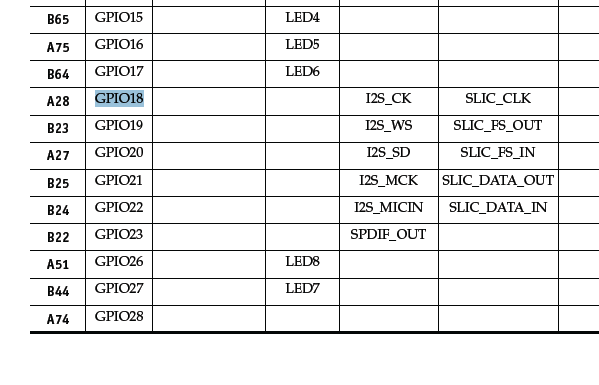 B65 GPIO15 LED4
A75 GPIO16 LED5
B64 GPIO17 LED6
A28 GPIO18 I2S_CK SLIC_CLK
B23 GPIO19 I2S_WS SLIC_FS_OUT
A27 GPIO20 I2S_SD SLIC_FS_IN
B25 GPIO21 I2S_MCK SLIC_DATA_OUT
B24 GPIO22 I2S_MICIN SLIC_DATA_IN
B22 GPIO23 SPDIF_OUT
A51 GPIO26 LED8
B44 GPIO27 LED7
A74 GPIO28